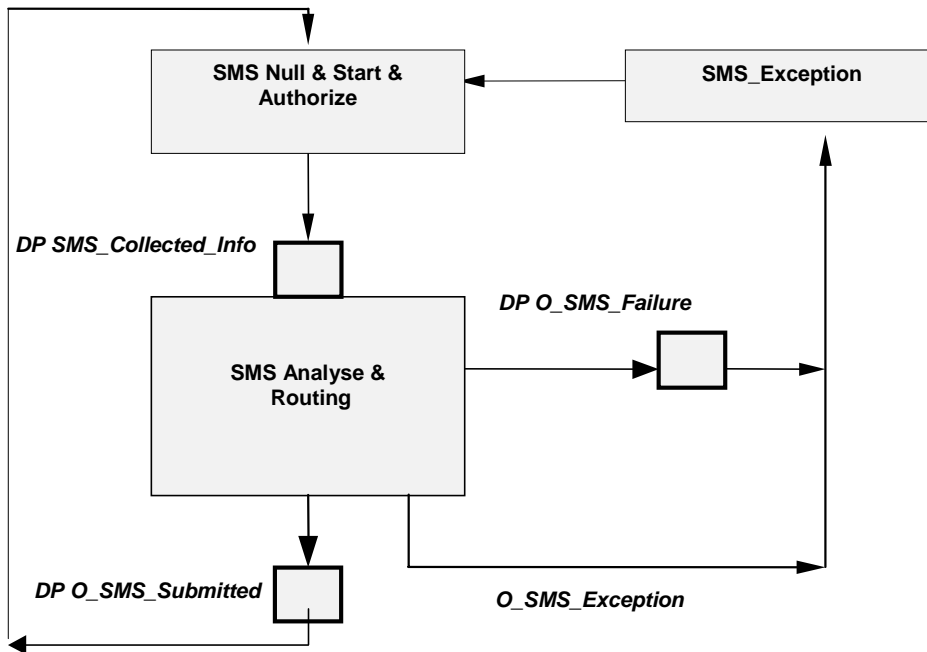 SMS Null & Start &
Authorize
SMS_Exception
DP SMS_Collected_Info
DP O_SMS_Failure
SMS Analyse &
Routing
DP O_SMS_Submitted
O_SMS_Exception